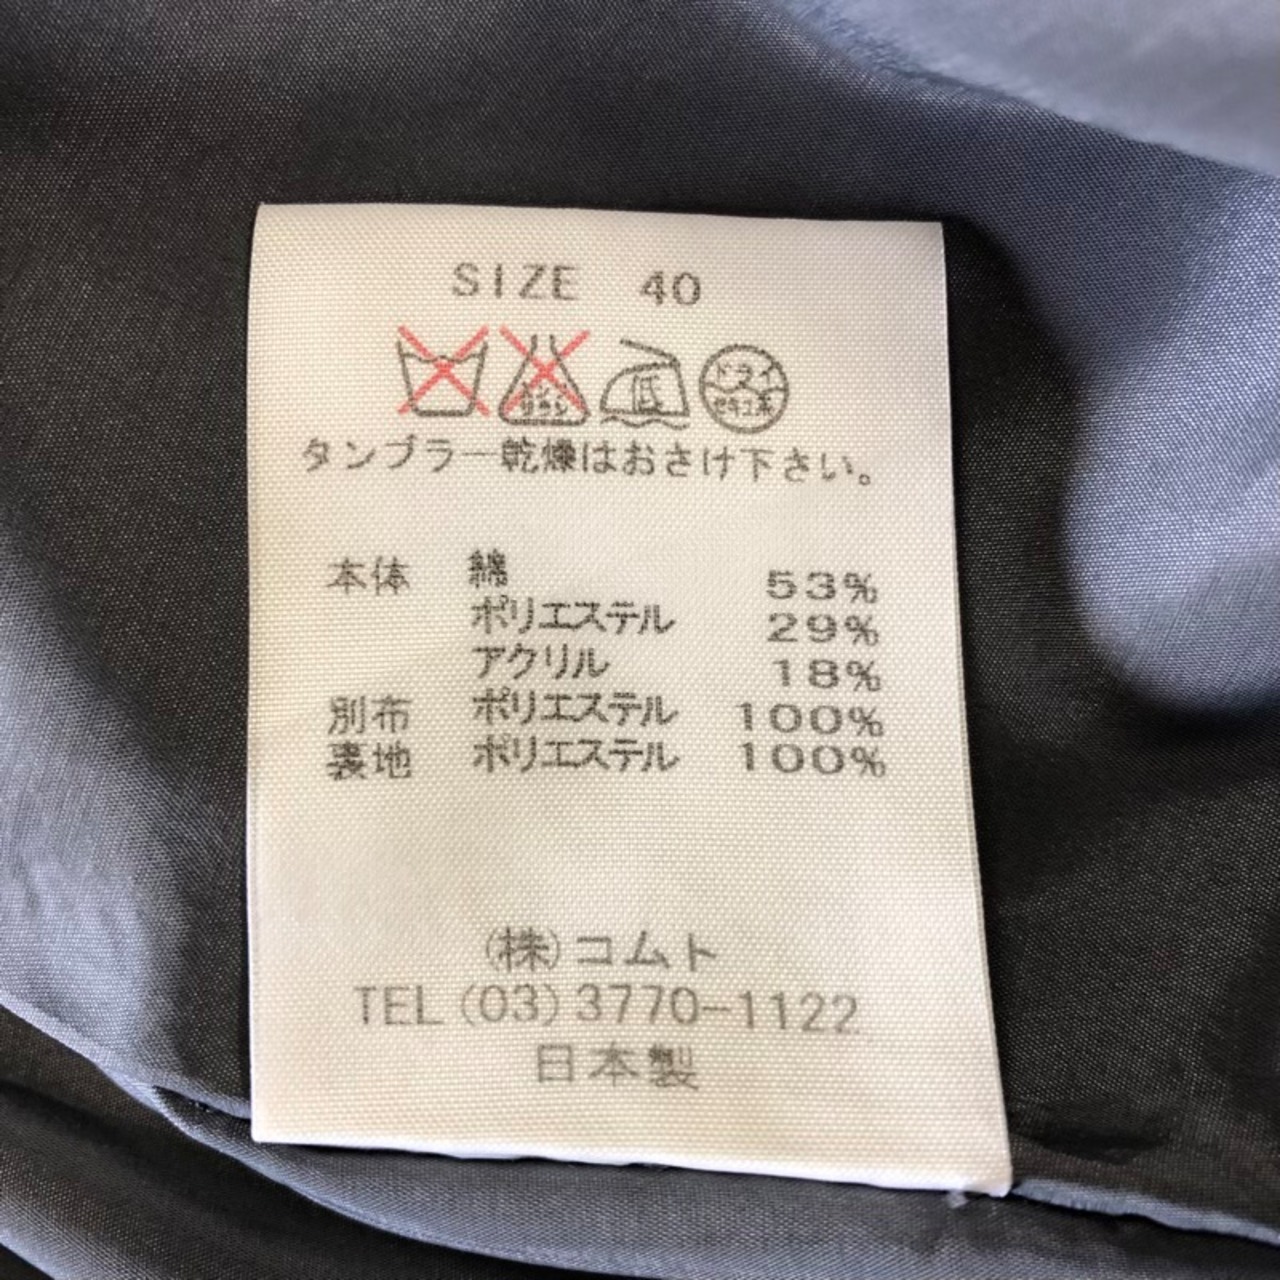 SIZE 40
低 ドライ セキユ系
タンブラー乾燥はおさけ下さい。
本体 綿 53%
ポリエステル 29%
アクリル 18%
別布 ポリエステル 100%
裏地 ポリエステル 100%
(株)コムト
TEL(03)3770-1122
日本製